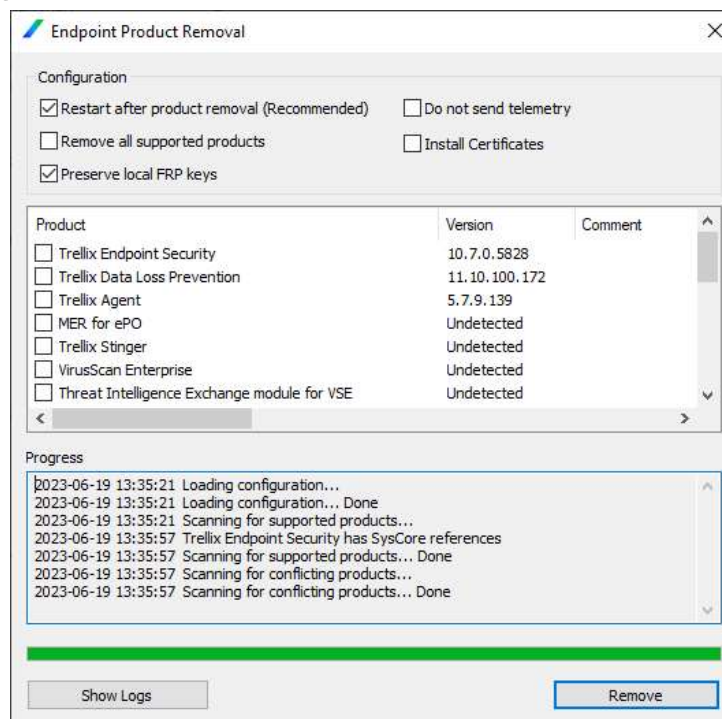 Endpoint Product Removal
Configuration
Restart after product removal (Recommended) Do not send telemetry
Remove all supported products Install Certificates
Preserve local FRP keys
Product Version Comment
Trellix Endpoint Security 10.7.0.5828
Trellix Data Loss Prevention 11.10.100.172
Trellix Agent 5.7.9.139
MER for ePO Undetected
Trellix Stinger Undetected
VirusScan Enterprise Undetected
Threat Intelligence Exchange module for VSE Undetected
Progress
2023-06-19 13:35:21 Loading configuration...
2023-06-19 13:35:21 Loading configuration... Done
2023-06-19 13:35:21 Scanning for supported products...
2023-06-19 13:35:57 Trellix Endpoint Security has SysCore references
2023-06-19 13:35:57 Scanning for supported products... Done
2023-06-19 13:35:57 Scanning for conflicting products...
2023-06-19 13:35:57 Scanning for conflicting products... Done
Show Logs Remove